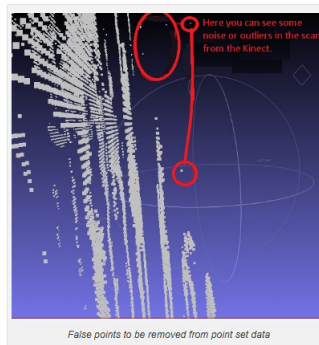 Here you can see some
noise or outliers in the scan
from the Kinect.
False points to be removed from point set data